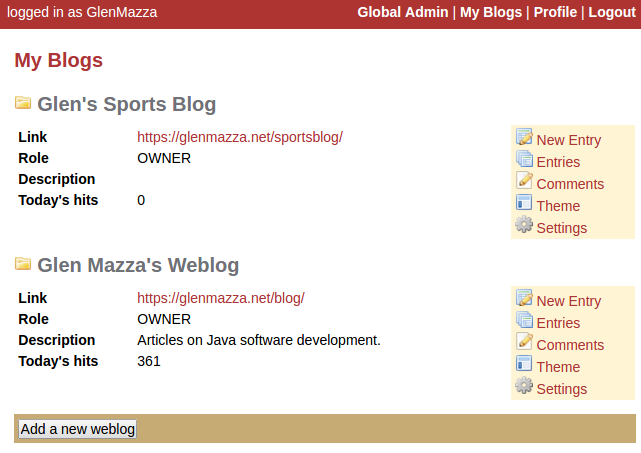 logged in as GlenMazza Global Admin | My Blogs | Profile | Logout
My Blogs
Glen's Sports Blog
Link https://glenmazza.net/sportsblog/
Role OWNER
Description
Today's hits 0
New Entry
Entries
Comments
Theme
Settings
Glen Mazza's Weblog
Link https://glenmazza.net/blog/
Role OWNER
Description Articles on Java software development.
Today's hits 361
New Entry
Entries
Comments
Theme
Settings
Add a new weblog